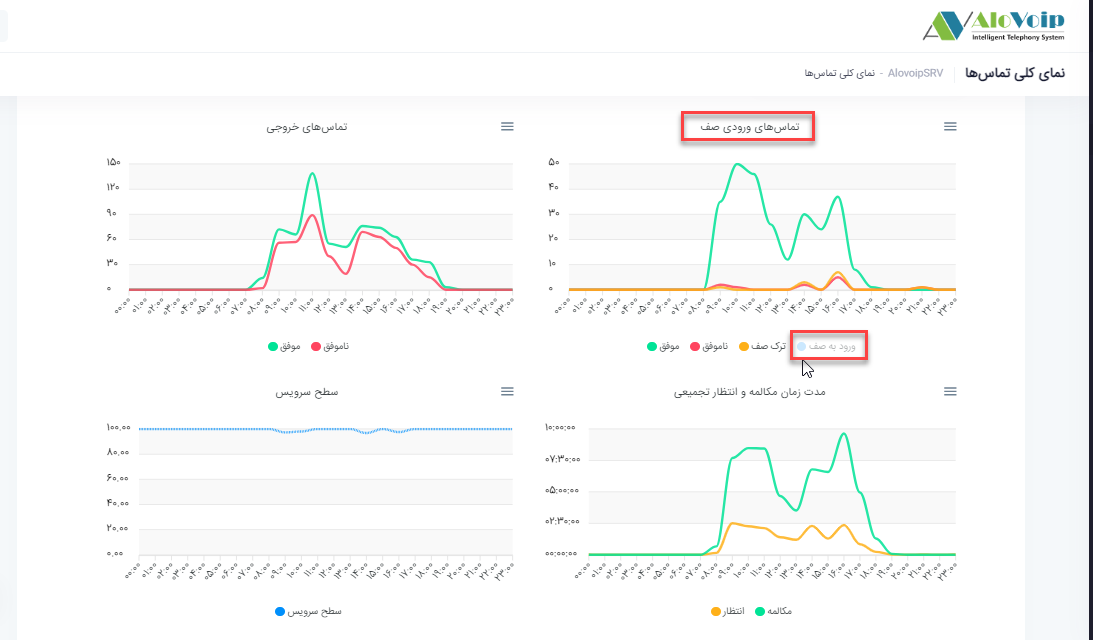 AloVoip
Intelligent Telephony System
نمای کلی تماس‌ها
AlovoipSRV - نمای کلی تماس‌ها
تماس‌های ورودی صف
۵۰
۴۰
۳۰
۲۰
۱۰
۰
۰۰:۰۰ ۰۱:۰۰ ۰۲:۰۰ ۰۳:۰۰ ۰۴:۰۰ ۰۵:۰۰ ۰۶:۰۰ ۰۷:۰۰ ۰۸:۰۰ ۰۹:۰۰ ۱۰:۰۰ ۱۱:۰۰ ۱۲:۰۰ ۱۳:۰۰ ۱۴:۰۰ ۱۵:۰۰ ۱۶:۰۰ ۱۷:۰۰ ۱۸:۰۰ ۱۹:۰۰ ۲۰:۰۰ ۲۱:۰۰ ۲۲:۰۰ ۲۳:۰۰
ورود به صف ترک صف ناموفق موفق
تماس‌های خروجی
۱۵۰
۱۲۰
۹۰
۶۰
۳۰
۰
۰۰:۰۰ ۰۱:۰۰ ۰۲:۰۰ ۰۳:۰۰ ۰۴:۰۰ ۰۵:۰۰ ۰۶:۰۰ ۰۷:۰۰ ۰۸:۰۰ ۰۹:۰۰ ۱۰:۰۰ ۱۱:۰۰ ۱۲:۰۰ ۱۳:۰۰ ۱۴:۰۰ ۱۵:۰۰ ۱۶:۰۰ ۱۷:۰۰ ۱۸:۰۰ ۱۹:۰۰ ۲۰:۰۰ ۲۱:۰۰ ۲۲:۰۰ ۲۳:۰۰
ناموفق موفق
مدت زمان مکالمه و انتظار تجمیعی
۱۰:۰۰:۰۰
۰۷:۳۰:۰۰
۰۵:۰۰:۰۰
۰۲:۳۰:۰۰
۰۰:۰۰:۰۰
۰۰:۰۰ ۰۱:۰۰ ۰۲:۰۰ ۰۳:۰۰ ۰۴:۰۰ ۰۵:۰۰ ۰۶:۰۰ ۰۷:۰۰ ۰۸:۰۰ ۰۹:۰۰ ۱۰:۰۰ ۱۱:۰۰ ۱۲:۰۰ ۱۳:۰۰ ۱۴:۰۰ ۱۵:۰۰ ۱۶:۰۰ ۱۷:۰۰ ۱۸:۰۰ ۱۹:۰۰ ۲۰:۰۰ ۲۱:۰۰ ۲۲:۰۰ ۲۳:۰۰
مکالمه انتظار
سطح سرویس
۱۰۰.۰۰
۸۰.۰۰
۶۰.۰۰
۴۰.۰۰
۲۰.۰۰
۰.۰۰
۰۰:۰۰ ۰۱:۰۰ ۰۲:۰۰ ۰۳:۰۰ ۰۴:۰۰ ۰۵:۰۰ ۰۶:۰۰ ۰۷:۰۰ ۰۸:۰۰ ۰۹:۰۰ ۱۰:۰۰ ۱۱:۰۰ ۱۲:۰۰ ۱۳:۰۰ ۱۴:۰۰ ۱۵:۰۰ ۱۶:۰۰ ۱۷:۰۰ ۱۸:۰۰ ۱۹:۰۰ ۲۰:۰۰ ۲۱:۰۰ ۲۲:۰۰ ۲۳:۰۰
سطح سرویس